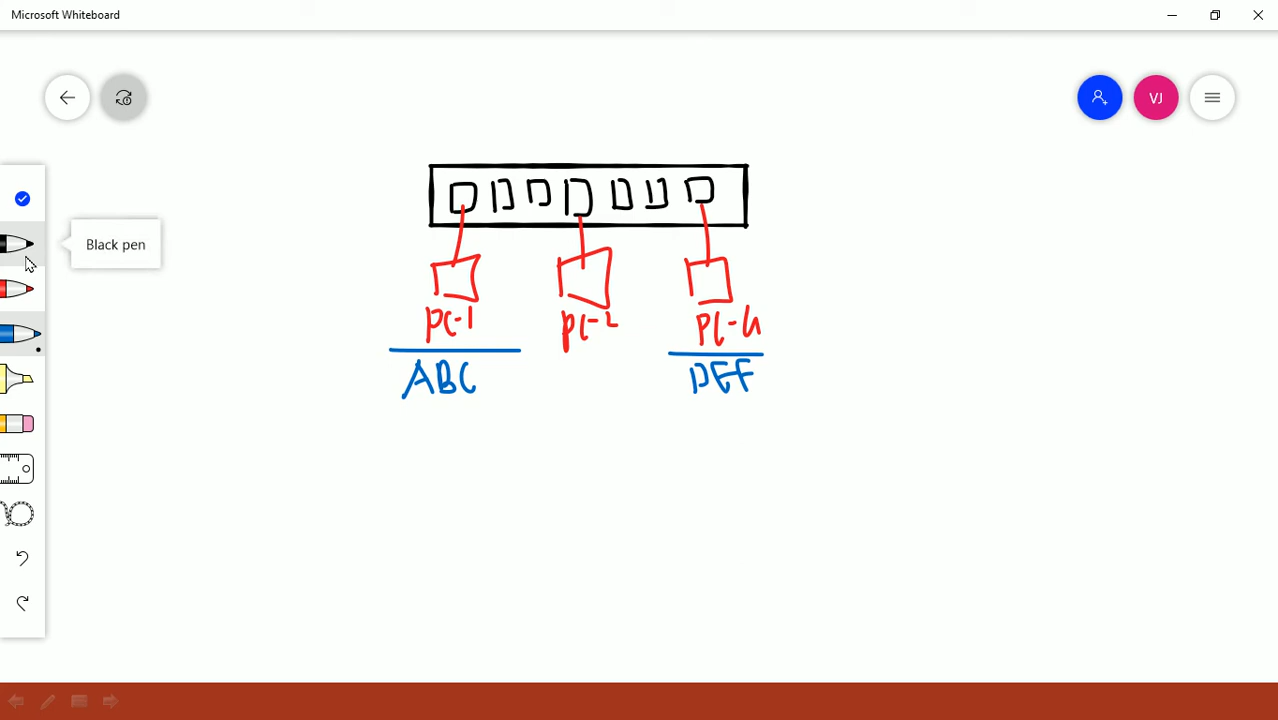 Microsoft Whiteboard
VJ
Black pen
PC-1 PC-2 PC-4
ABC DEF